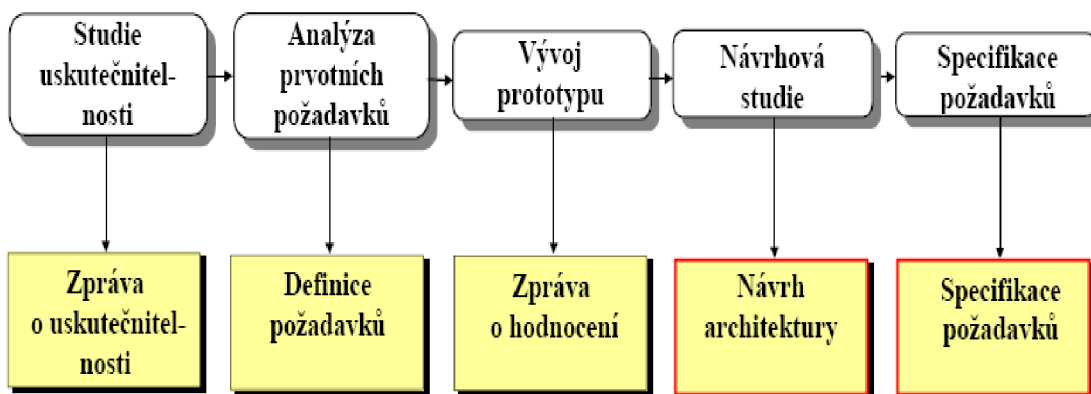 Studie
uskutečnitel-
nosti
Analýza
prvotních
požadavků
Vývoj
prototypu
Návrhová
studie
Specifikace
požadavků
Zpráva
o uskutečnitel-
nosti
Definice
požadavků
Zpráva
o hodnocení
Návrh
architektury
Specifikace
požadavků